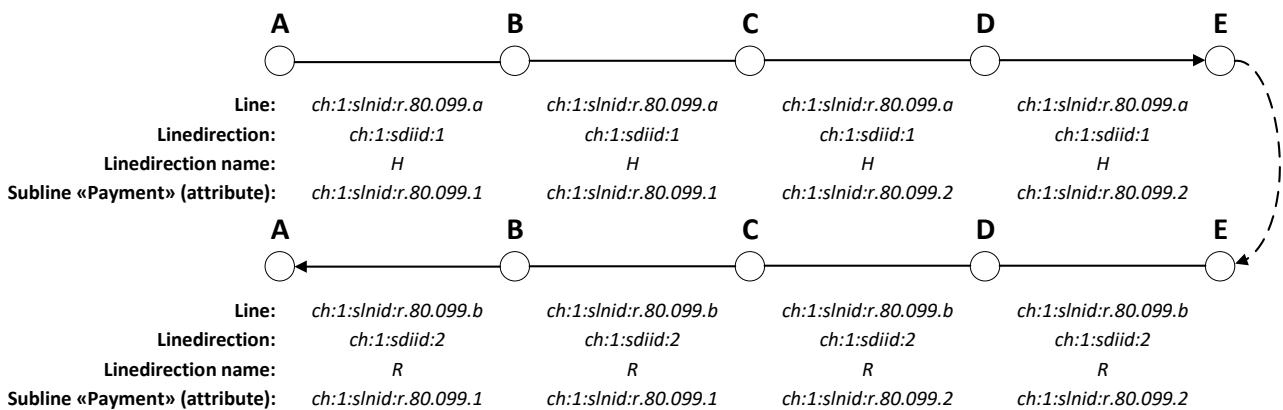 A B C D E
Line: ch:1:slnid:r.80.099.a ch:1:slnid:r.80.099.a ch:1:slnid:r.80.099.a ch:1:slnid:r.80.099.a
Linedirection: ch:1:sdiid:1 ch:1:sdiid:1 ch:1:sdiid:1 ch:1:sdiid:1
Linedirection name: H H H H
Subline «Payment» (attribute): ch:1:slnid:r.80.099.1 ch:1:slnid:r.80.099.1 ch:1:slnid:r.80.099.2 ch:1:slnid:r.80.099.2
A B C D E
Line: ch:1:slnid:r.80.099.b ch:1:slnid:r.80.099.b ch:1:slnid:r.80.099.b ch:1:slnid:r.80.099.b
Linedirection: ch:1:sdiid:2 ch:1:sdiid:2 ch:1:sdiid:2 ch:1:sdiid:2
Linedirection name: R R R R
Subline «Payment» (attribute): ch:1:slnid:r.80.099.1 ch:1:slnid:r.80.099.1 ch:1:slnid:r.80.099.2 ch:1:slnid:r.80.099.2